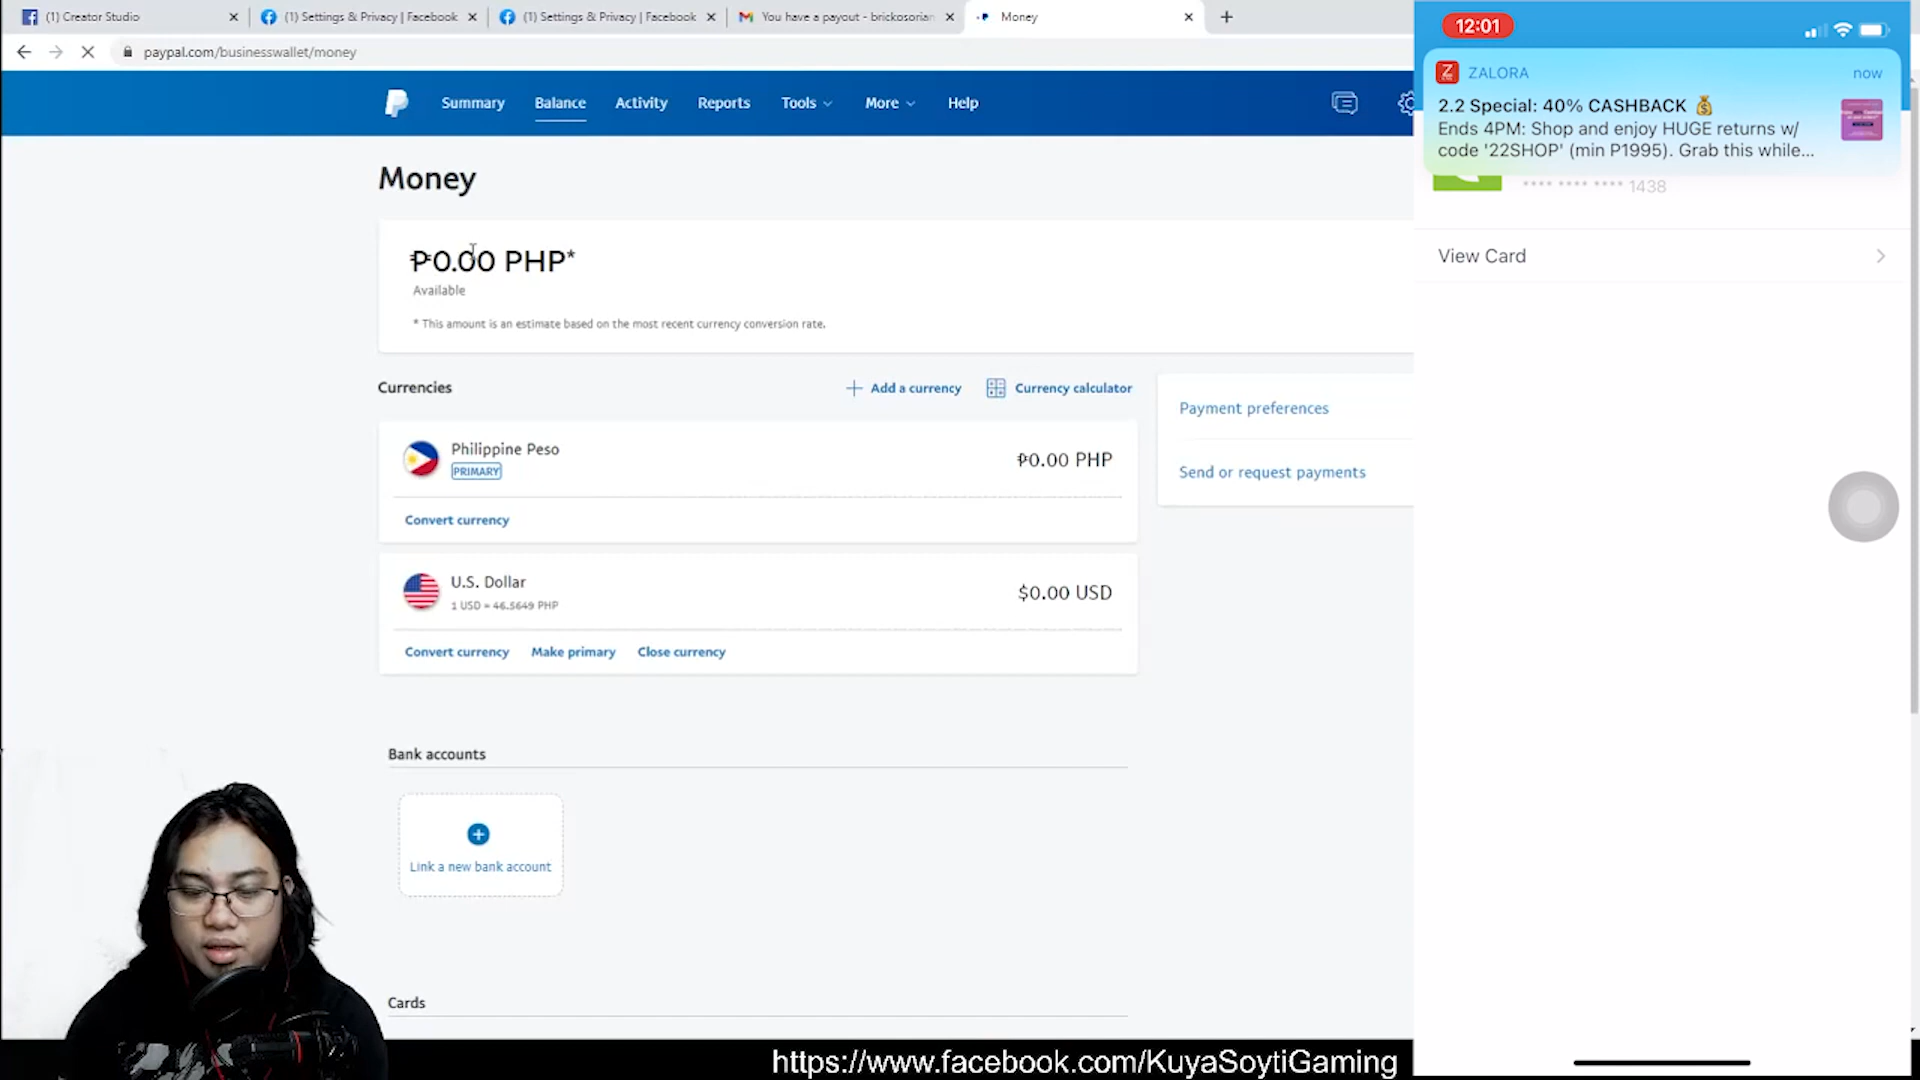 (1) Creator Studio
(1) Settings & Privacy | Facebook
(1) Settings & Privacy | Facebook
You have a payout - brickosorian
Money
paypal.com/businesswallet/money
Summary
Balance
Activity
Reports
Tools
More
Help
Money
₱0.00 PHP*
Available
* This amount is an estimate based on the most recent currency conversion rate.
Currencies
Add a currency
Currency calculator
Philippine Peso
PRIMARY
₱0.00 PHP
Convert currency
U.S. Dollar
1 USD = 46.5649 PHP
$0.00 USD
Convert currency
Make primary
Close currency
Payment preferences
Send or request payments
Bank accounts
Link a new bank account
Cards
12:01
ZALORA
now
2.2 Special: 40% CASHBACK 💰
Ends 4PM: Shop and enjoy HUGE returns w/
code '22SHOP' (min P1995). Grab this while...
•••• •••• •••• 1438
View Card
https://www.facebook.com/KuyaSoytiGaming